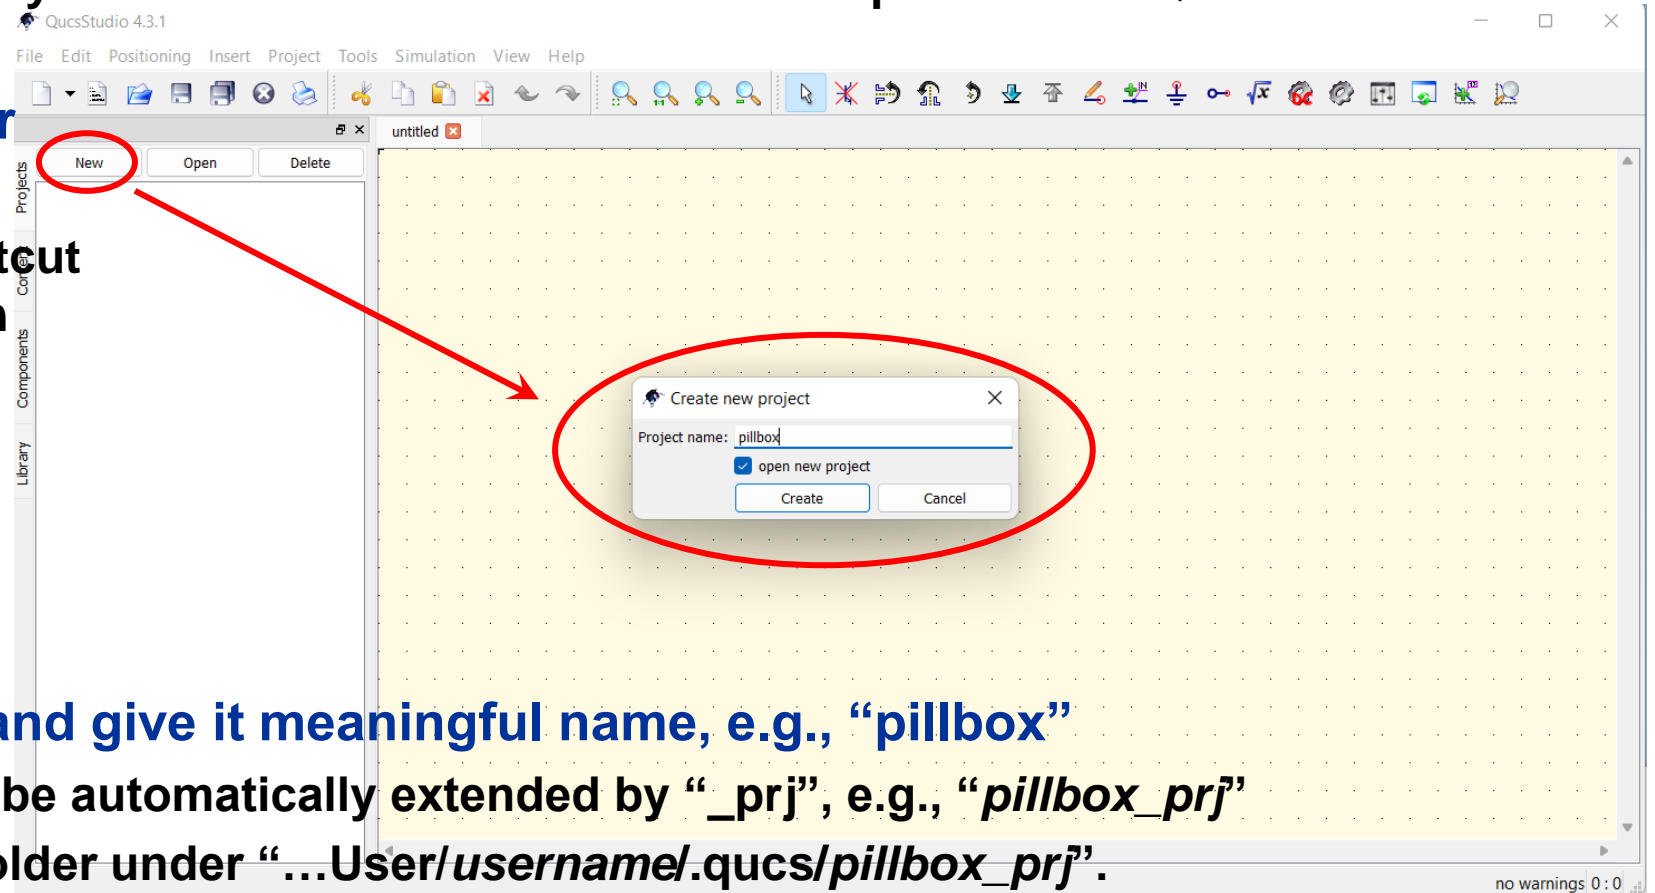 QucsStudio 4.3.1
File Edit Positioning Insert Project Tools Simulation View Help
untitled
New Open Delete
Projects
Components
Library
tcut
Create new project
Project name: pillbox
open new project
Create Cancel
and give it meaningful name, e.g., “pillbox”
be automatically extended by “_prj”, e.g., “pillbox_prj”
older under “…User/username/.qucs/pillbox_prj”.
no warnings 0 : 0